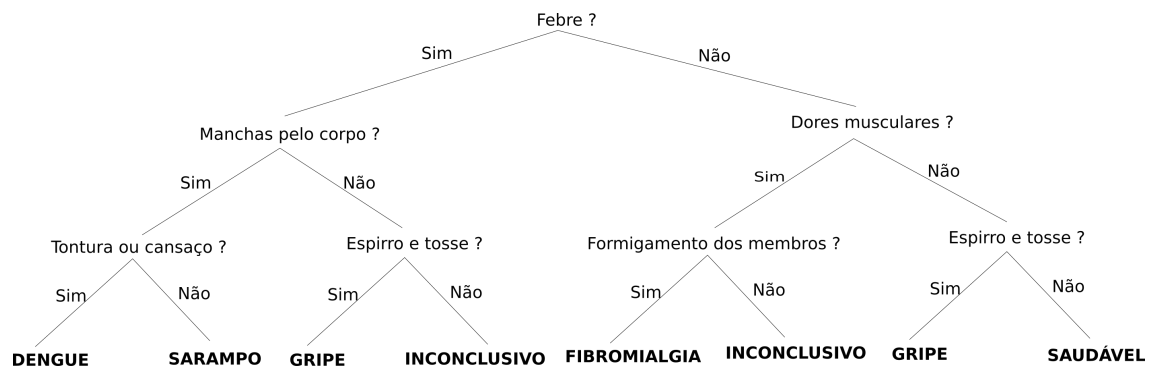 Febre ?
Sim
Não
Manchas pelo corpo ?
Dores musculares ?
Sim
Não
Sim
Não
Tontura ou cansaço ?
Espirro e tosse ?
Formigamento dos membros ?
Espirro e tosse ?
Sim
Não
Sim
Não
Sim
Não
Sim
Não
DENGUE
SARAMPO
GRIPE
INCONCLUSIVO
FIBROMIALGIA
INCONCLUSIVO
GRIPE
SAUDÁVEL